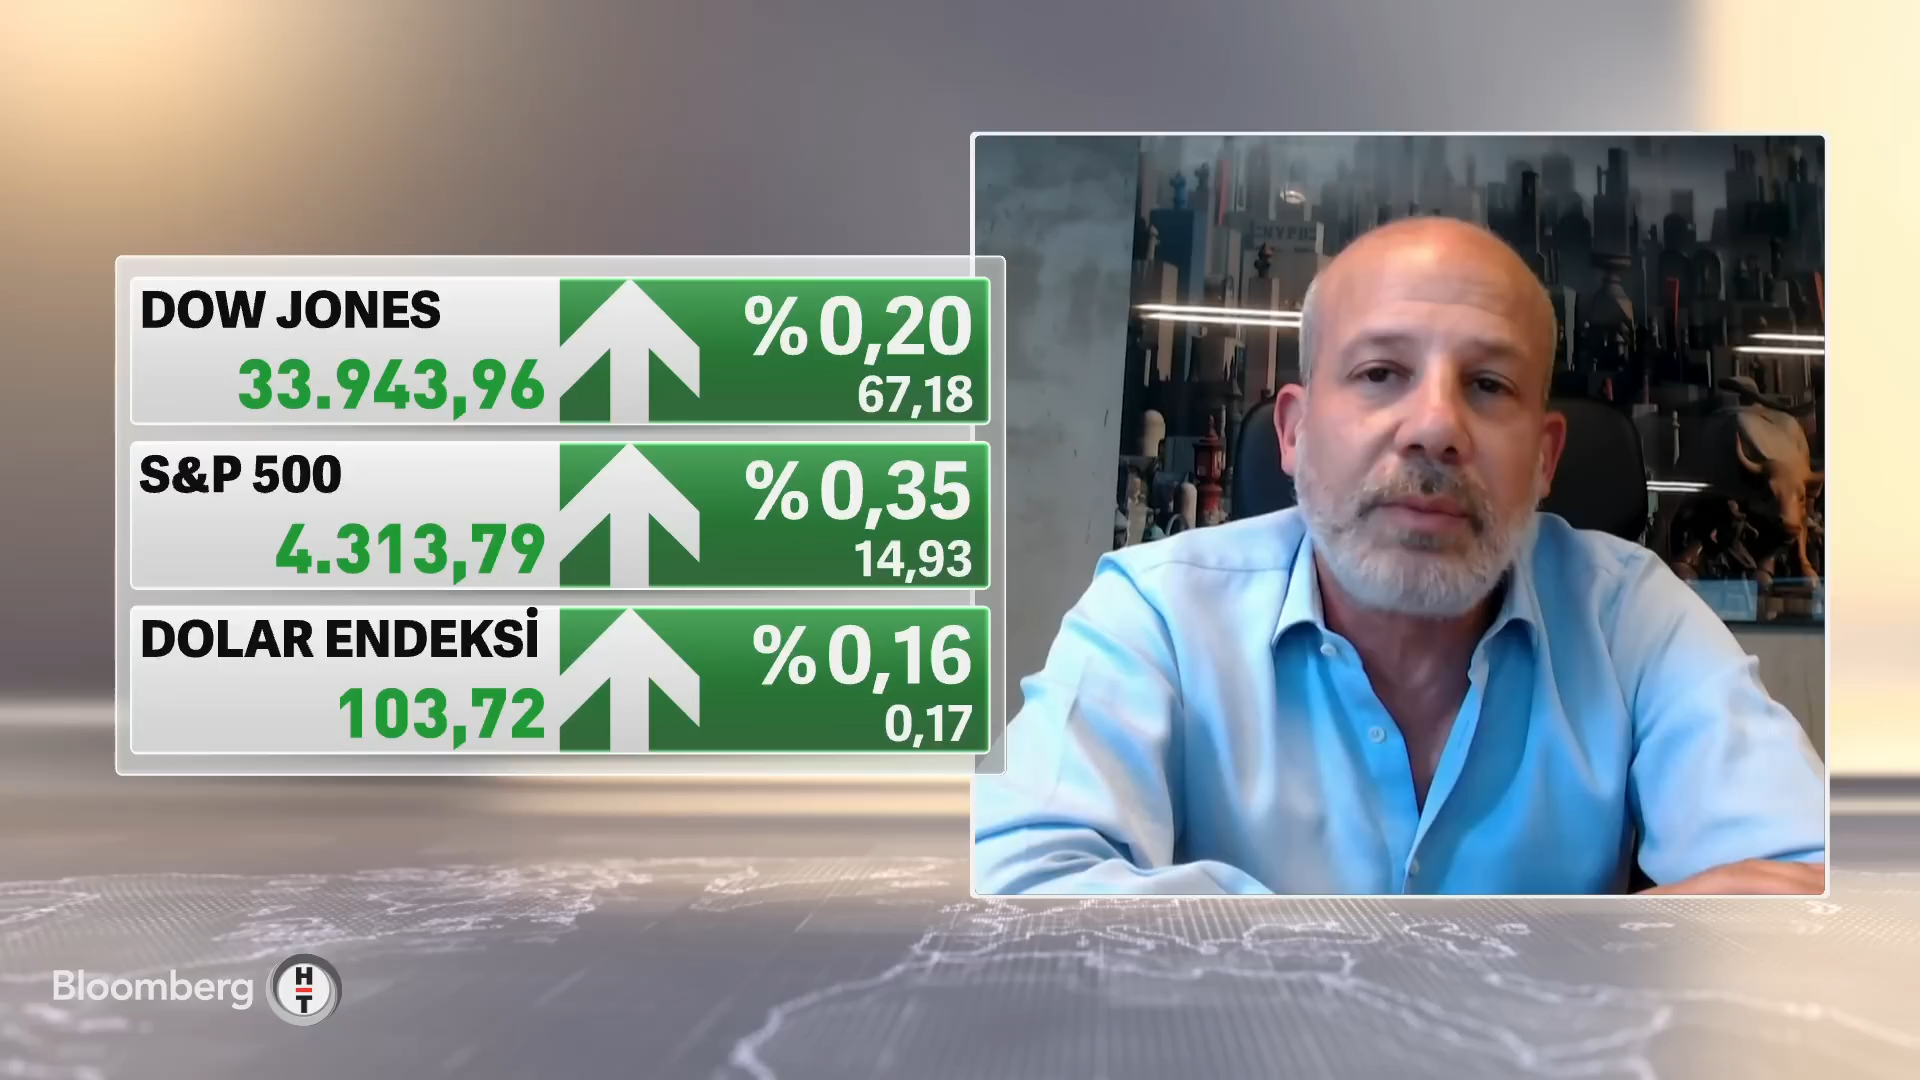 DOW JONES
33.943,96
%0,20
67,18
S&P 500
4.313,79
%0,35
14,93
DOLAR ENDEKSİ
103,72
%0,16
0,17
NYPD
Bloomberg HT